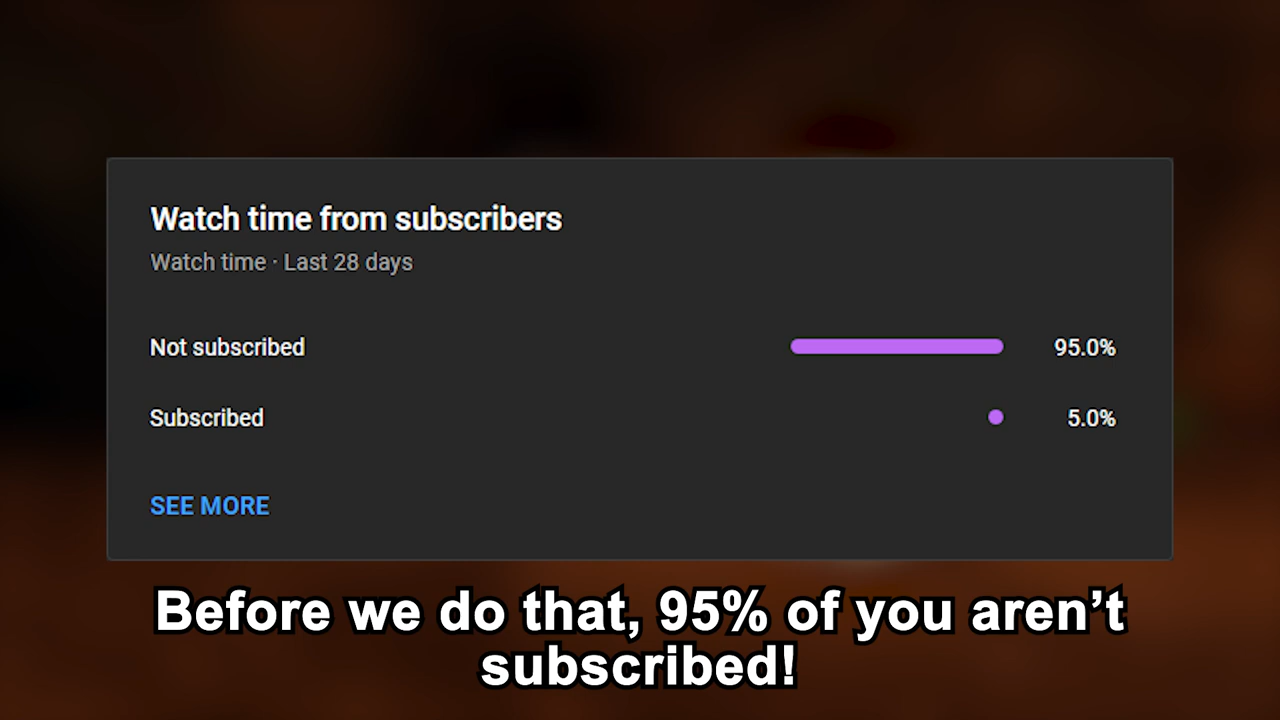 Watch time from subscribers
Watch time · Last 28 days
Not subscribed 95.0%
Subscribed 5.0%
SEE MORE
Before we do that, 95% of you aren’t
subscribed!